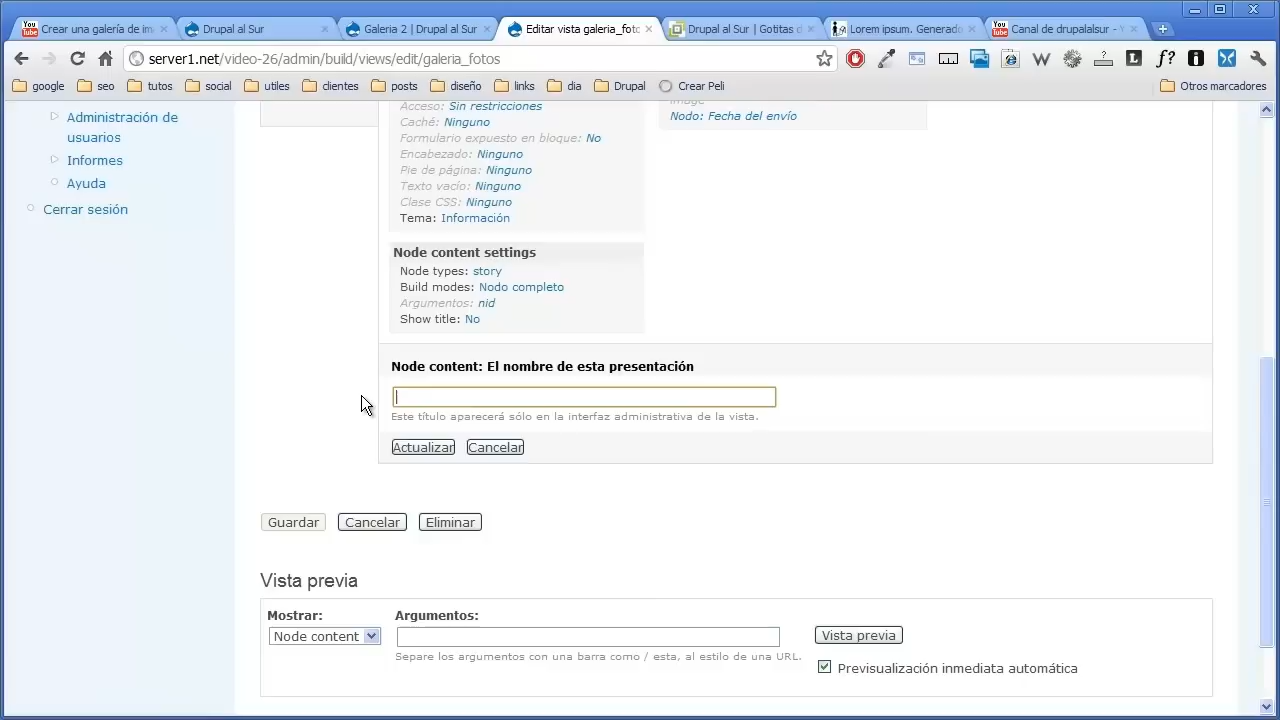 Crear una galería de im
Drupal al Sur
Galeria 2 | Drupal al Sur
Editar vista galeria_foto
Drupal al Sur | Gotitas d
Lorem ipsum. Generado
Canal de drupalalsur - Y
server1.net/video-26/admin/build/views/edit/galeria_fotos
google
seo
tutos
social
utiles
clientes
posts
diseño
links
dia
Drupal
Crear Peli
Otros marcadores
Administración de
usuarios
Informes
Ayuda
Cerrar sesión
Acceso: Sin restricciones
Caché: Ninguno
Formulario expuesto en bloque: No
Encabezado: Ninguno
Pie de página: Ninguno
Texto vacío: Ninguno
Clase CSS: Ninguno
Tema: Información
image
Nodo: Fecha del envío
Node content settings
Node types: story
Build modes: Nodo completo
Argumentos: nid
Show title: No
Node content: El nombre de esta presentación
Este título aparecerá sólo en la interfaz administrativa de la vista.
Actualizar Cancelar
Guardar Cancelar Eliminar
Vista previa
Mostrar:
Node content
Argumentos:
Separe los argumentos con una barra como / esta, al estilo de una URL.
Vista previa
Previsualización inmediata automática